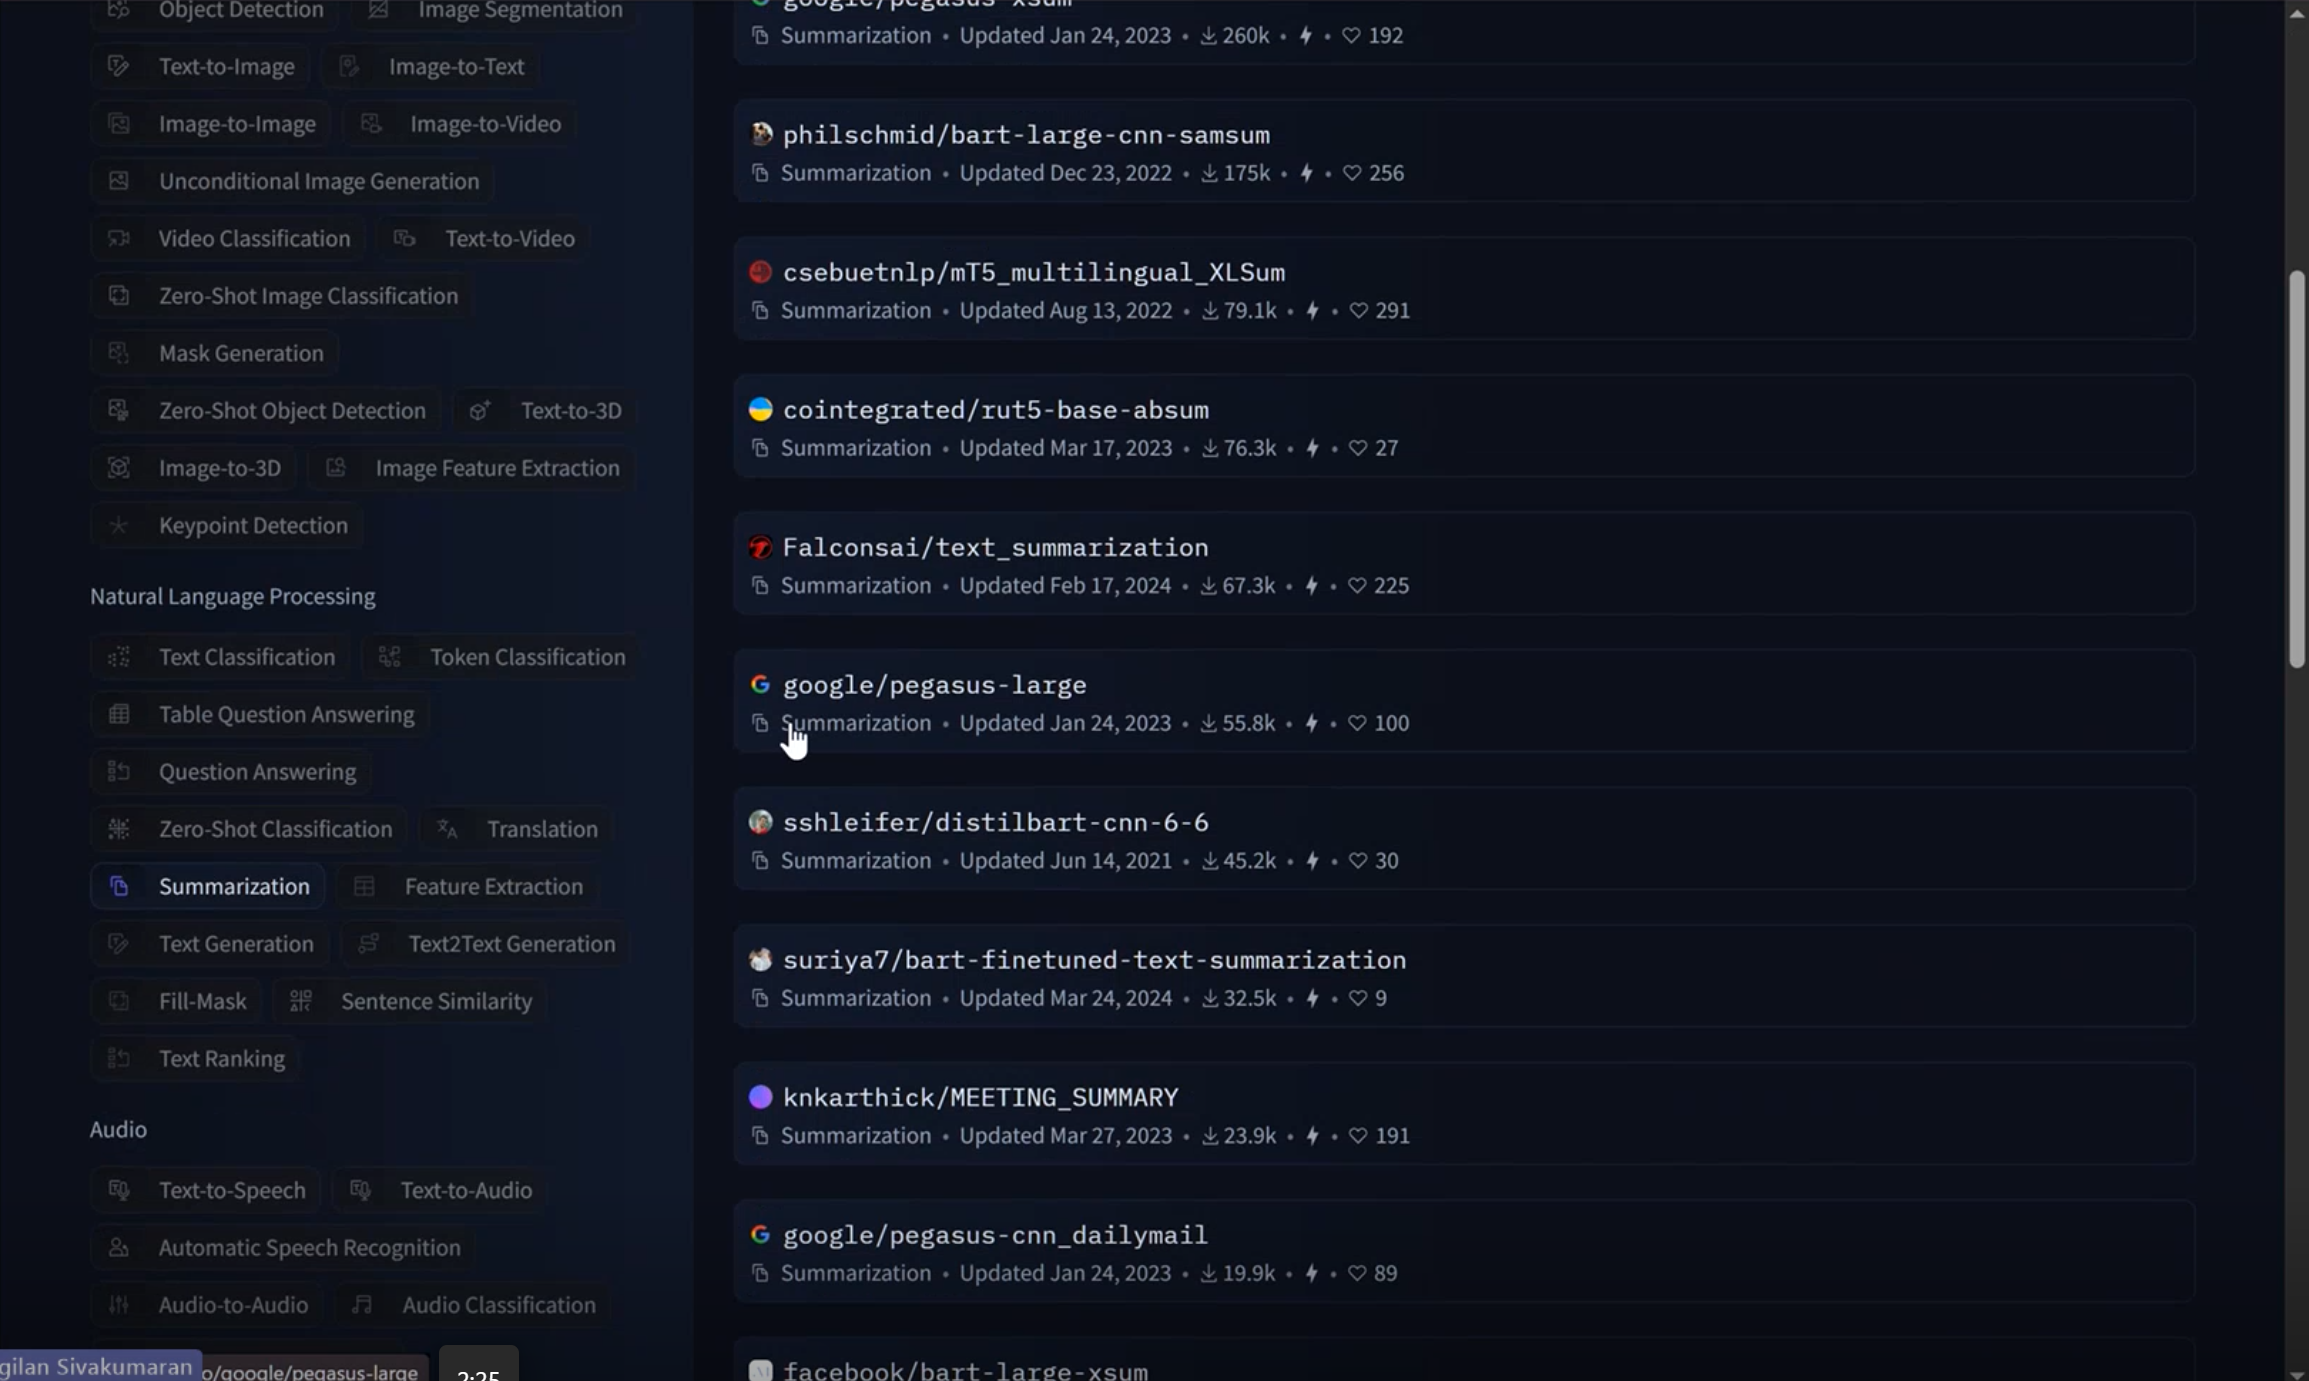 Object Detection
Image Segmentation
Text-to-Image
Image-to-Text
Image-to-Image
Image-to-Video
Unconditional Image Generation
Video Classification
Text-to-Video
Zero-Shot Image Classification
Mask Generation
Zero-Shot Object Detection
Text-to-3D
Image-to-3D
Image Feature Extraction
Keypoint Detection
Natural Language Processing
Text Classification
Token Classification
Table Question Answering
Question Answering
Zero-Shot Classification
Translation
Summarization
Feature Extraction
Text Generation
Text2Text Generation
Fill-Mask
Sentence Similarity
Text Ranking
Audio
Text-to-Speech
Text-to-Audio
Automatic Speech Recognition
Audio-to-Audio
Audio Classification
gilan Sivakumaran
o/google/pegasus-large
2:25
google/pegasus-xsum
Summarization • Updated Jan 24, 2023 • 260k • • 192
philschmid/bart-large-cnn-samsum
Summarization • Updated Dec 23, 2022 • 175k • • 256
csebuetnlp/mT5_multilingual_XLSum
Summarization • Updated Aug 13, 2022 • 79.1k • • 291
cointegrated/rut5-base-absum
Summarization • Updated Mar 17, 2023 • 76.3k • • 27
Falconsai/text_summarization
Summarization • Updated Feb 17, 2024 • 67.3k • • 225
google/pegasus-large
Summarization • Updated Jan 24, 2023 • 55.8k • • 100
sshleifer/distilbart-cnn-6-6
Summarization • Updated Jun 14, 2021 • 45.2k • • 30
suriya7/bart-finetuned-text-summarization
Summarization • Updated Mar 24, 2024 • 32.5k • • 9
knkarthick/MEETING_SUMMARY
Summarization • Updated Mar 27, 2023 • 23.9k • • 191
google/pegasus-cnn_dailymail
Summarization • Updated Jan 24, 2023 • 19.9k • • 89
facebook/bart-large-xsum